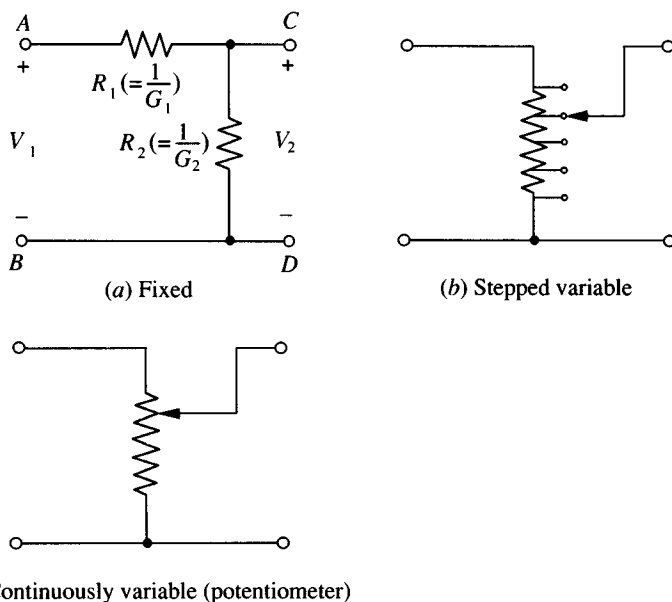 A C
+ +
R₁(=1/G₁)
V₁ R₂(=1/G₂) V₂
− −
B D
(a) Fixed
(b) Stepped variable
Continuously variable (potentiometer)